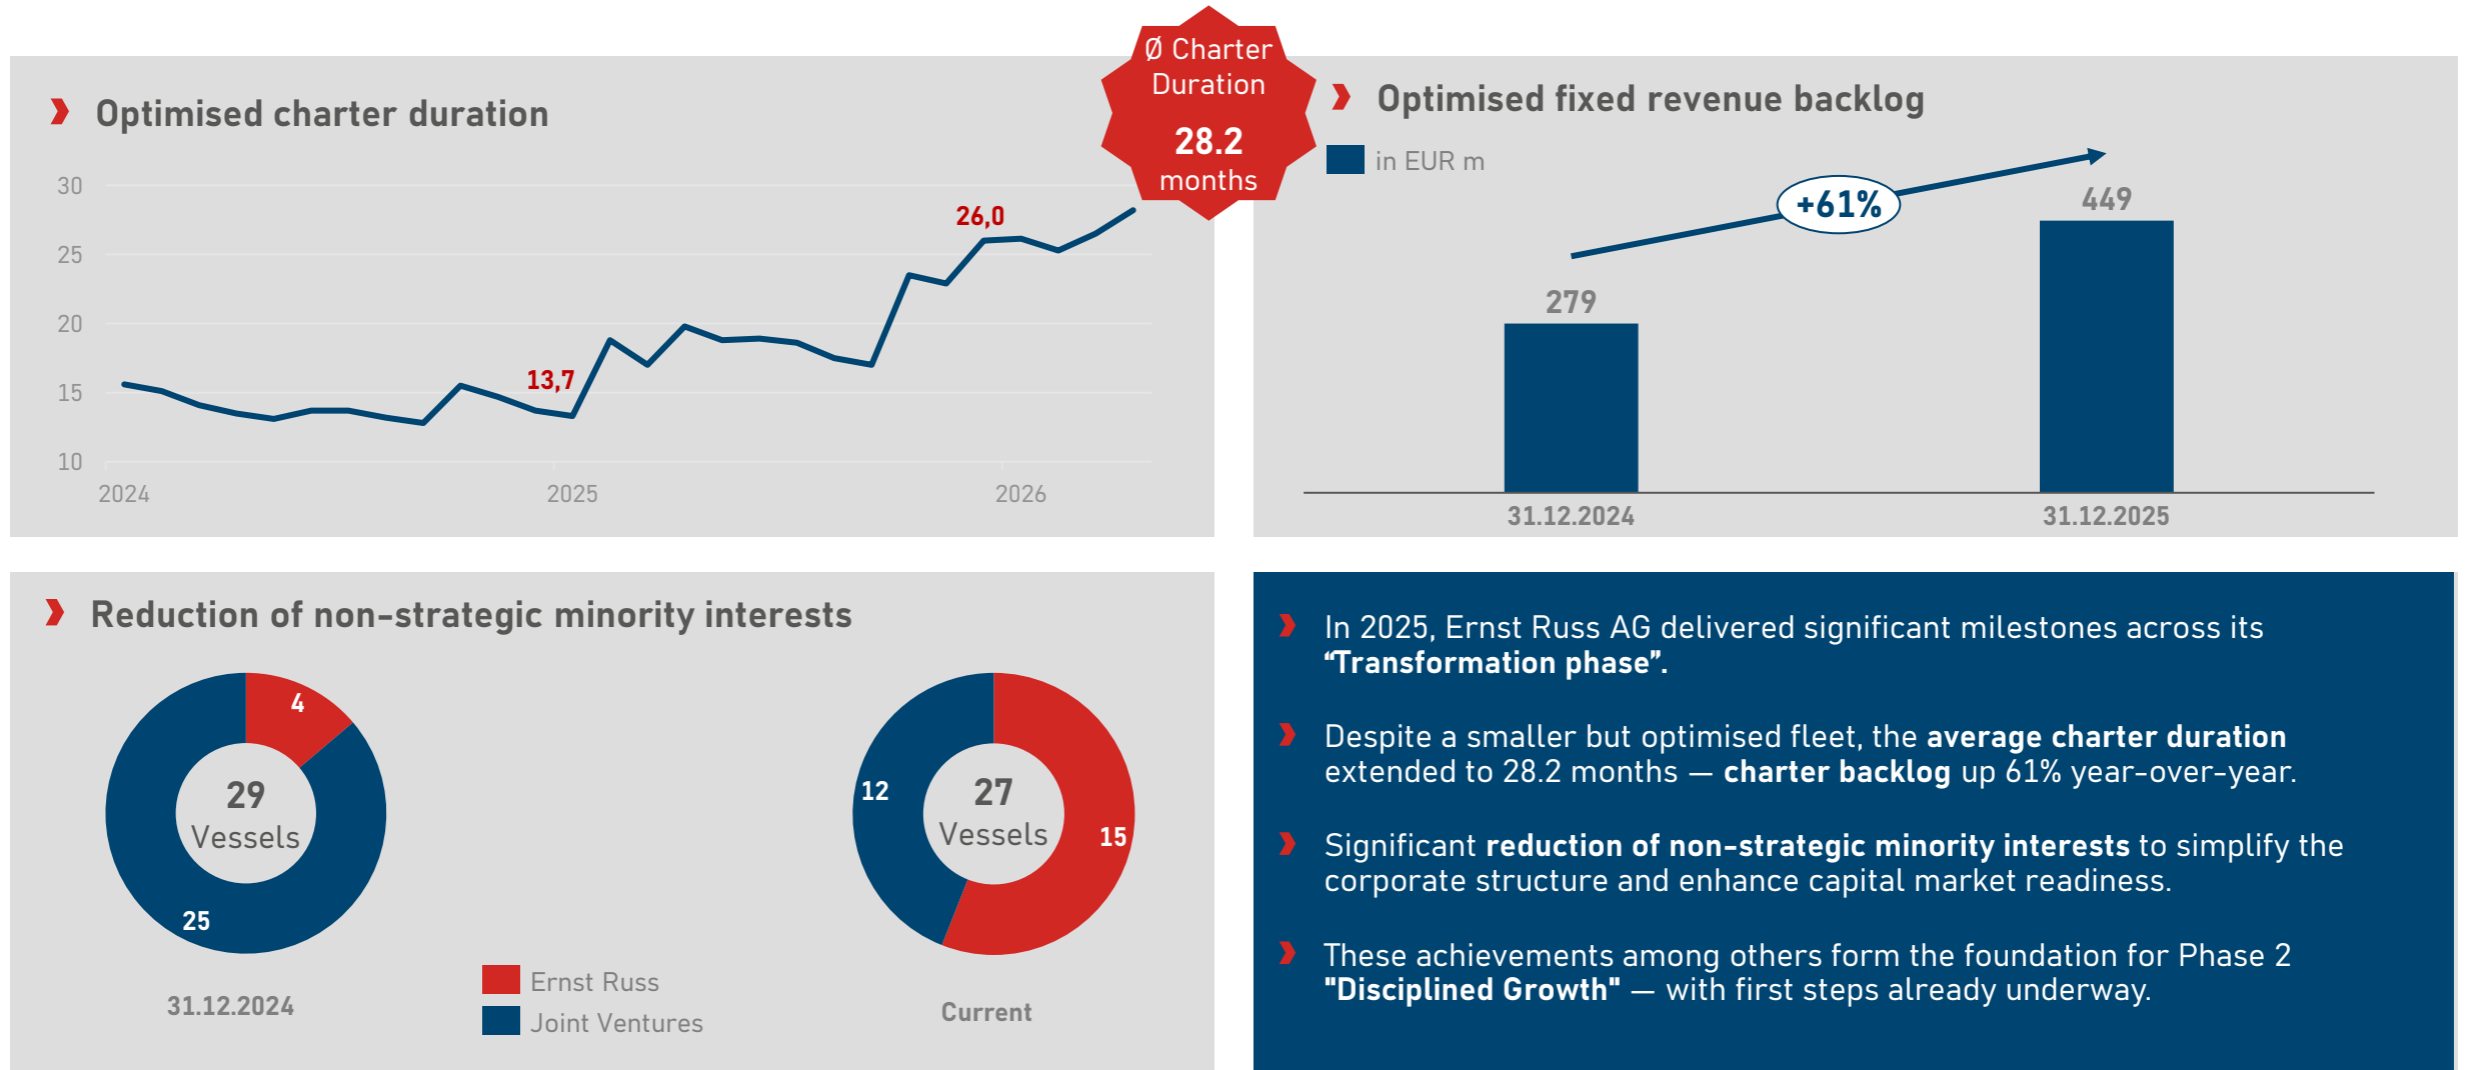 Optimised charter duration
30
25
20
15
10
13,7
26,0
2024
2025
2026
Ø Charter
Duration
28.2
months
Optimised fixed revenue backlog
in EUR m
+61%
279
449
31.12.2024
31.12.2025
Reduction of non-strategic minority interests
4
29
Vessels
25
31.12.2024
Ernst Russ
Joint Ventures
12
27
Vessels
15
Current
In 2025, Ernst Russ AG delivered significant milestones across its
“Transformation phase”.
Despite a smaller but optimised fleet, the average charter duration
extended to 28.2 months — charter backlog up 61% year-over-year.
Significant reduction of non-strategic minority interests to simplify the
corporate structure and enhance capital market readiness.
These achievements among others form the foundation for Phase 2
"Disciplined Growth" — with first steps already underway.